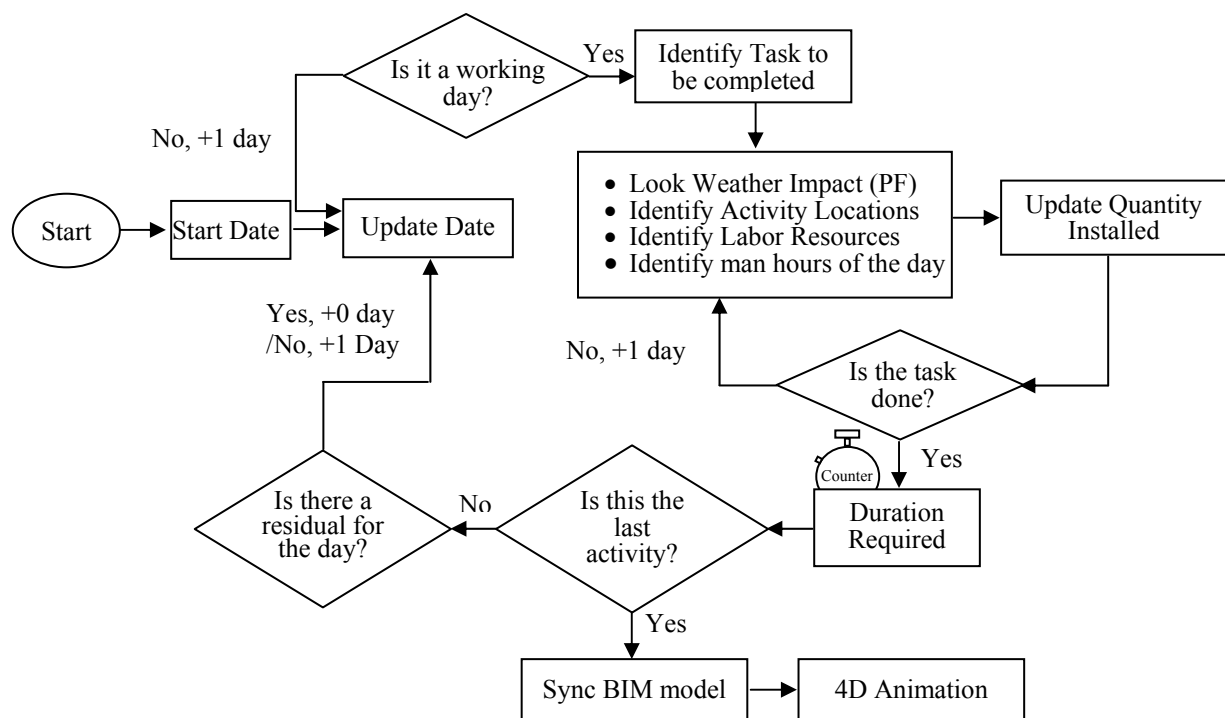 Is it a working
day?
Yes
Identify Task to
be completed
No, +1 day
• Look Weather Impact (PF)
• Identify Activity Locations
• Identify Labor Resources
• Identify man hours of the day
Update Quantity
Installed
Start
Start Date
Update Date
Yes, +0 day
/No, +1 Day
No, +1 day
Is the task
done?
Yes
Counter
Duration
Required
Is this the
last
activity?
No
Is there a
residual for
the day?
Yes
Sync BIM model
4D Animation